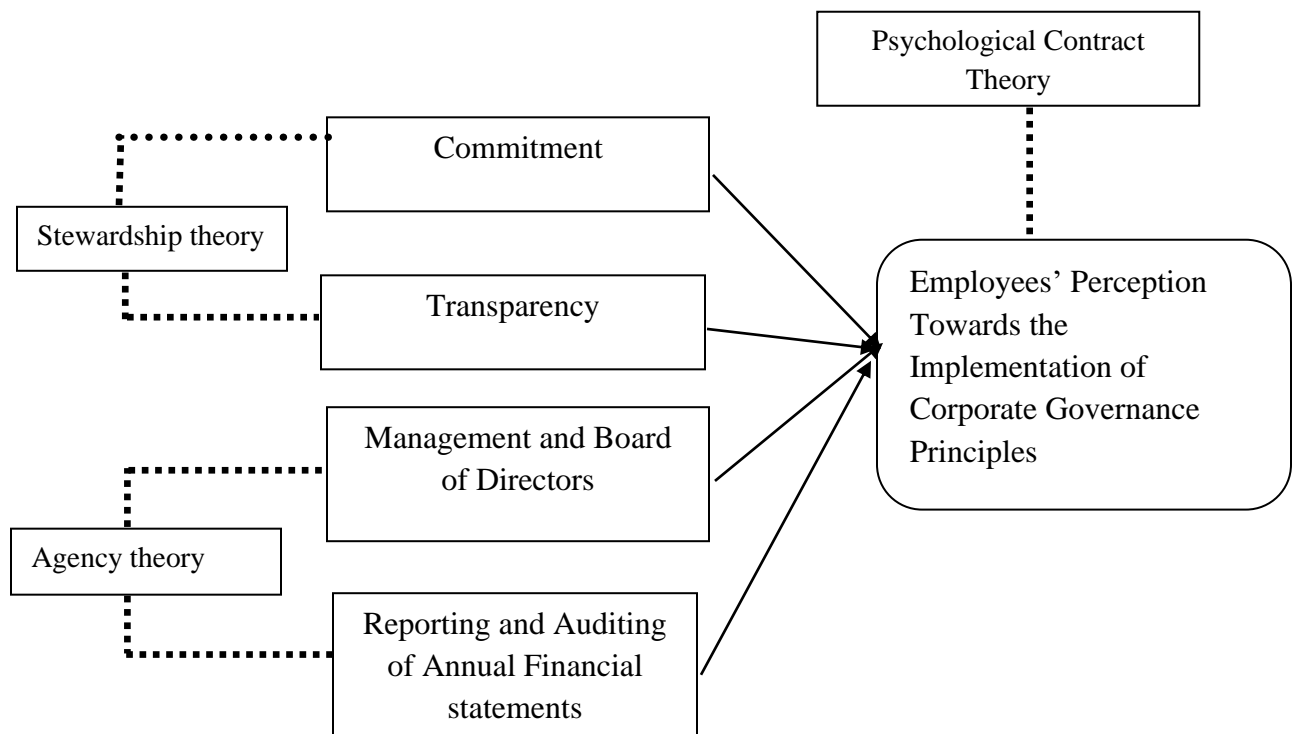 Psychological Contract
Theory
Commitment
Stewardship theory
Transparency
Employees’ Perception
Towards the
Implementation of
Corporate Governance
Principles
Management and Board
of Directors
Agency theory
Reporting and Auditing
of Annual Financial
statements